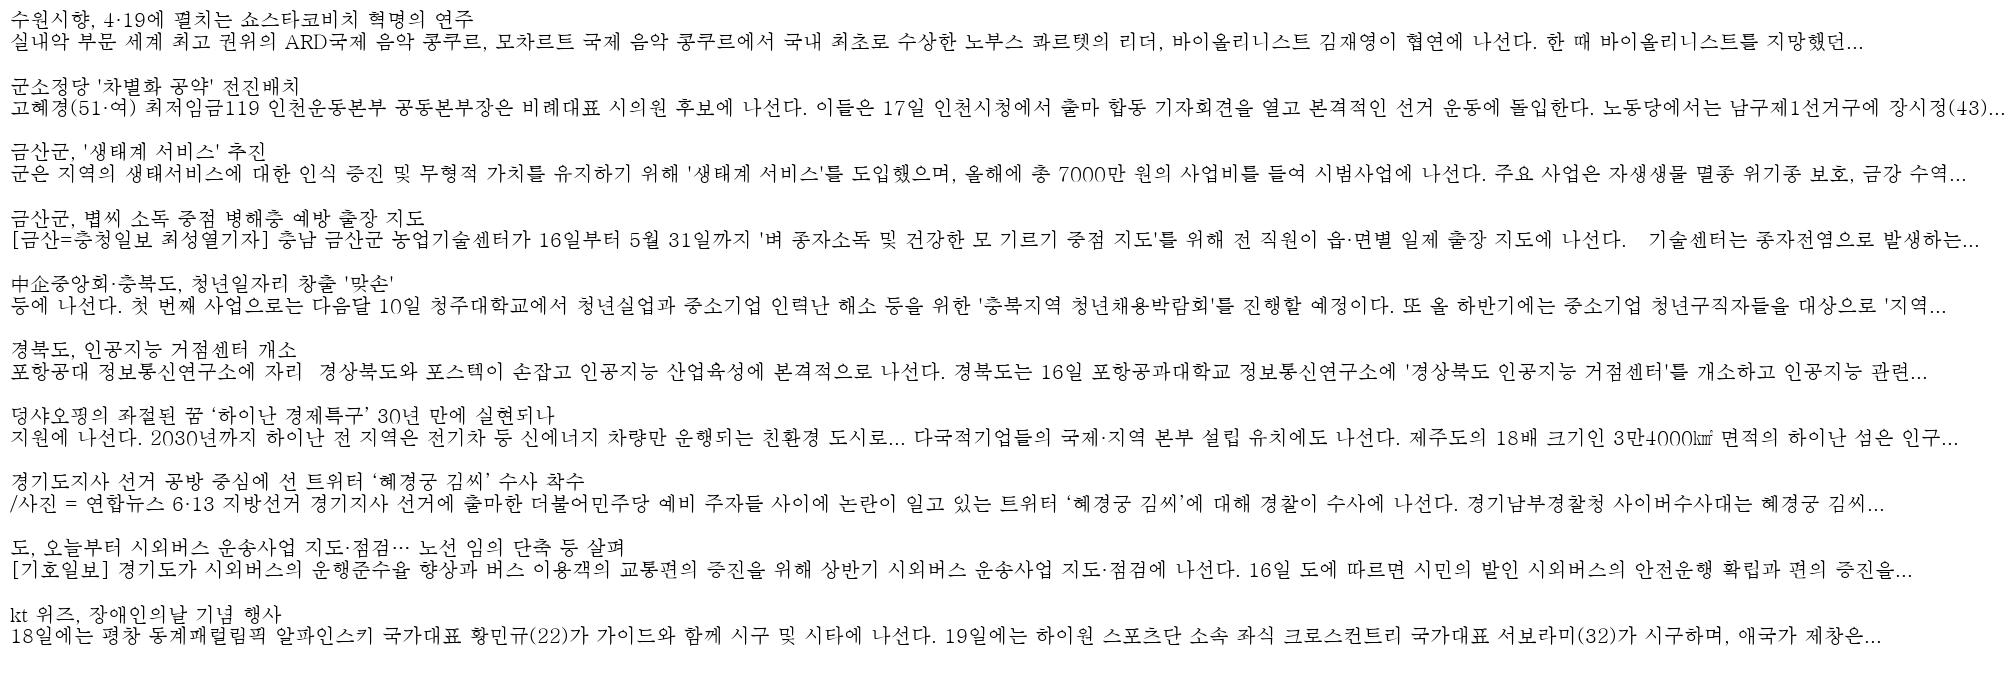 수원시향, 4·19에 펼치는 쇼스타코비치 혁명의 연주
실내악 부문 세계 최고 권위의 ARD국제 음악 콩쿠르, 모차르트 국제 음악 콩쿠르에서 국내 최초로 수상한 노부스 콰르텟의 리더, 바이올리니스트 김재영이 협연에 나선다. 한 때 바이올리니스트를 지망했던...
군소정당 '차별화 공약' 전진배치
고혜경(51·여) 최저임금119 인천운동본부 공동본부장은 비례대표 시의원 후보에 나선다. 이들은 17일 인천시청에서 출마 합동 기자회견을 열고 본격적인 선거 운동에 돌입한다. 노동당에서는 남구제1선거구에 장시정(43)...
금산군, '생태계 서비스' 추진
군은 지역의 생태서비스에 대한 인식 증진 및 무형적 가치를 유지하기 위해 '생태계 서비스'를 도입했으며, 올해에 총 7000만 원의 사업비를 들여 시범사업에 나선다. 주요 사업은 자생생물 멸종 위기종 보호, 금강 수역...
금산군, 볍씨 소독 중점 병해충 예방 출장 지도
[금산=충청일보 최성열기자] 충남 금산군 농업기술센터가 16일부터 5월 31일까지 '벼 종자소독 및 건강한 모 기르기 중점 지도'를 위해 전 직원이 읍·면별 일제 출장 지도에 나선다.   기술센터는 종자전염으로 발생하는...
中企중앙회·충북도, 청년일자리 창출 '맞손'
등에 나선다. 첫 번째 사업으로는 다음달 10일 청주대학교에서 청년실업과 중소기업 인력난 해소 등을 위한 '충북지역 청년채용박람회'를 진행할 예정이다. 또 올 하반기에는 중소기업 청년구직자들을 대상으로 '지역...
경북도, 인공지능 거점센터 개소
포항공대 정보통신연구소에 자리  경상북도와 포스텍이 손잡고 인공지능 산업육성에 본격적으로 나선다. 경북도는 16일 포항공과대학교 정보통신연구소에 '경상북도 인공지능 거점센터'를 개소하고 인공지능 관련...
덩샤오핑의 좌절된 꿈 ‘하이난 경제특구’ 30년 만에 실현되나
지원에 나선다. 2030년까지 하이난 전 지역은 전기차 등 신에너지 차량만 운행되는 친환경 도시로... 다국적기업들의 국제·지역 본부 설립 유치에도 나선다. 제주도의 18배 크기인 3만4000㎢ 면적의 하이난 섬은 인구...
경기도지사 선거 공방 중심에 선 트위터 ‘혜경궁 김씨’ 수사 착수
/사진 = 연합뉴스 6·13 지방선거 경기지사 선거에 출마한 더불어민주당 예비 주자들 사이에 논란이 일고 있는 트위터 ‘혜경궁 김씨’에 대해 경찰이 수사에 나선다. 경기남부경찰청 사이버수사대는 혜경궁 김씨...
도, 오늘부터 시외버스 운송사업 지도·점검… 노선 임의 단축 등 살펴
[기호일보] 경기도가 시외버스의 운행준수율 향상과 버스 이용객의 교통편의 증진을 위해 상반기 시외버스 운송사업 지도·점검에 나선다. 16일 도에 따르면 시민의 발인 시외버스의 안전운행 확립과 편의 증진을...
kt 위즈, 장애인의날 기념 행사
18일에는 평창 동계패럴림픽 알파인스키 국가대표 황민규(22)가 가이드와 함께 시구 및 시타에 나선다. 19일에는 하이원 스포츠단 소속 좌식 크로스컨트리 국가대표 서보라미(32)가 시구하며, 애국가 제창은...